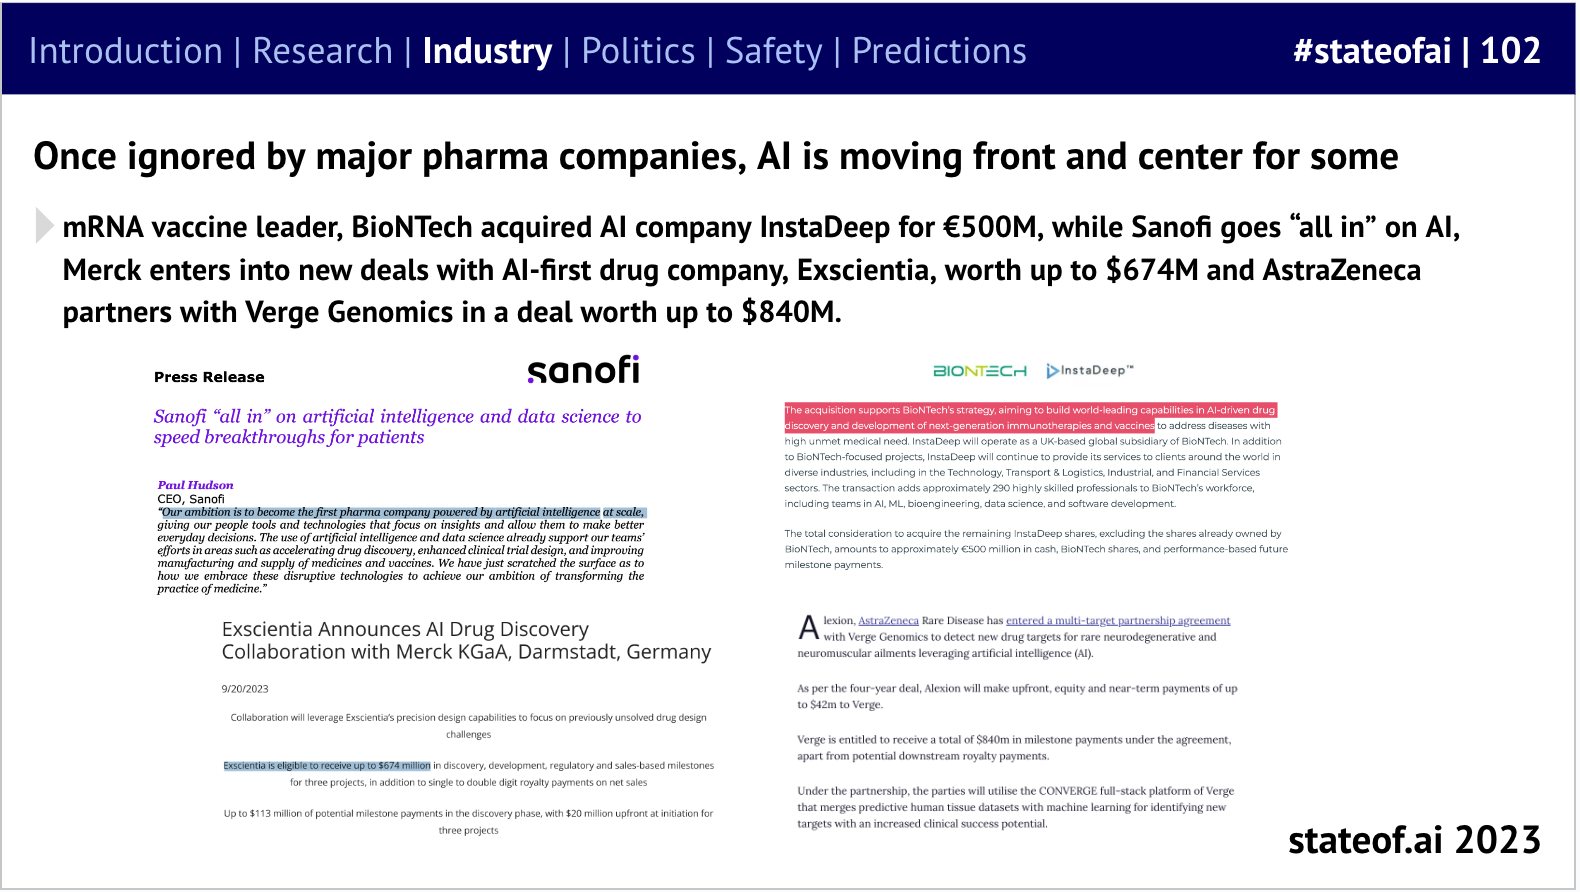 Introduction | Research | Industry | Politics | Safety | Predictions
#stateofai | 102
Once ignored by major pharma companies, AI is moving front and center for some
mRNA vaccine leader, BioNTech acquired AI company InstaDeep for €500M, while Sanofi goes “all in” on AI,
Merck enters into new deals with AI-first drug company, Exscientia, worth up to $674M and AstraZeneca
partners with Verge Genomics in a deal worth up to $840M.
Press Release
sanofi
Sanofi “all in” on artificial intelligence and data science to
speed breakthroughs for patients
Paul Hudson
CEO, Sanofi
“Our ambition is to become the first pharma company powered by artificial intelligence at scale,
giving our people tools and technologies that focus on insights and allow them to make better
everyday decisions. The use of artificial intelligence and data science already support our teams’
efforts in areas such as accelerating drug discovery, enhanced clinical trial design, and improving
manufacturing and supply of medicines and vaccines. We have just scratched the surface as to
how we embrace these disruptive technologies to achieve our ambition of transforming the
practice of medicine.”
BIONTECH
InstaDeep™
The acquisition supports BioNTech’s strategy, aiming to build world-leading capabilities in AI-driven drug
discovery and development of next-generation immunotherapies and vaccines to address diseases with
high unmet medical need. InstaDeep will operate as a UK-based global subsidiary of BioNTech. In addition
to BioNTech-focused projects, InstaDeep will continue to provide its services to clients around the world in
diverse industries, including in the Technology, Transport & Logistics, Industrial, and Financial Services
sectors. The transaction adds approximately 290 highly skilled professionals to BioNTech’s workforce,
including teams in AI, ML, bioengineering, data science, and software development.
The total consideration to acquire the remaining InstaDeep shares, excluding the shares already owned by
BioNTech, amounts to approximately €500 million in cash, BioNTech shares, and performance-based future
milestone payments.
Exscientia Announces AI Drug Discovery
Collaboration with Merck KGaA, Darmstadt, Germany
9/20/2023
Collaboration will leverage Exscientia’s precision design capabilities to focus on previously unsolved drug design
challenges
Exscientia is eligible to receive up to $674 million in discovery, development, regulatory and sales-based milestones
for three projects, in addition to single to double digit royalty payments on net sales
Up to $113 million of potential milestone payments in the discovery phase, with $20 million upfront at initiation for
three projects
Alexion, AstraZeneca Rare Disease has entered a multi-target partnership agreement
with Verge Genomics to detect new drug targets for rare neurodegenerative and
neuromuscular ailments leveraging artificial intelligence (AI).
As per the four-year deal, Alexion will make upfront, equity and near-term payments of up
to $42m to Verge.
Verge is entitled to receive a total of $840m in milestone payments under the agreement,
apart from potential downstream royalty payments.
Under the partnership, the parties will utilise the CONVERGE full-stack platform of Verge
that merges predictive human tissue datasets with machine learning for identifying new
targets with an increased clinical success potential.
stateof.ai 2023